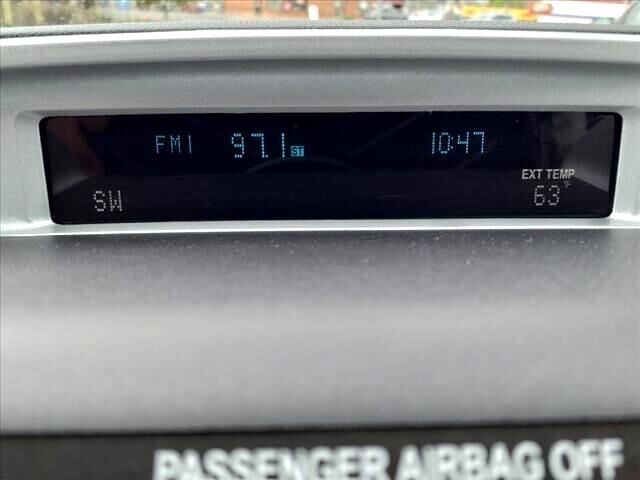 FM1 97.1 ST 10:47
EXT TEMP
SW 63 °F
PASSENGER AIRBAG OFF